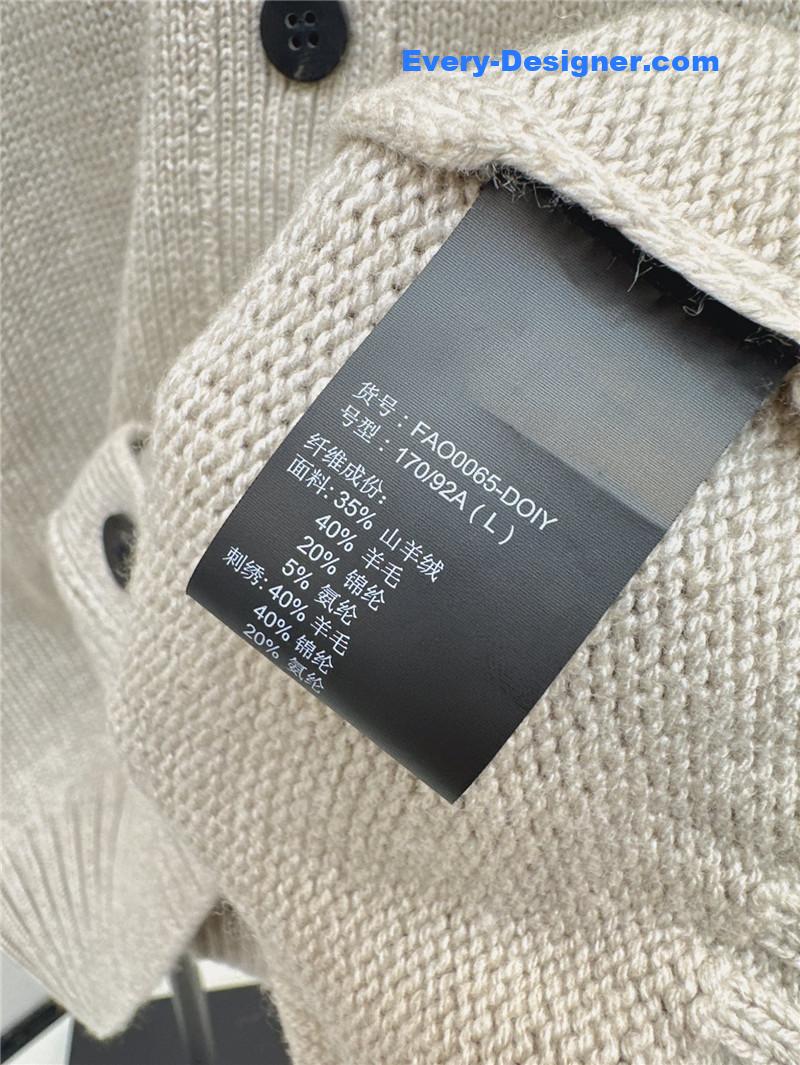 Every-Designer.com
货号：FAO0065-DOIY
号型：170/92A（L）
纤维成份:
面料: 35% 山羊绒
40% 羊毛
20% 锦纶
5% 氨纶
刺绣: 40% 羊毛
40% 锦纶
20% 氨纶